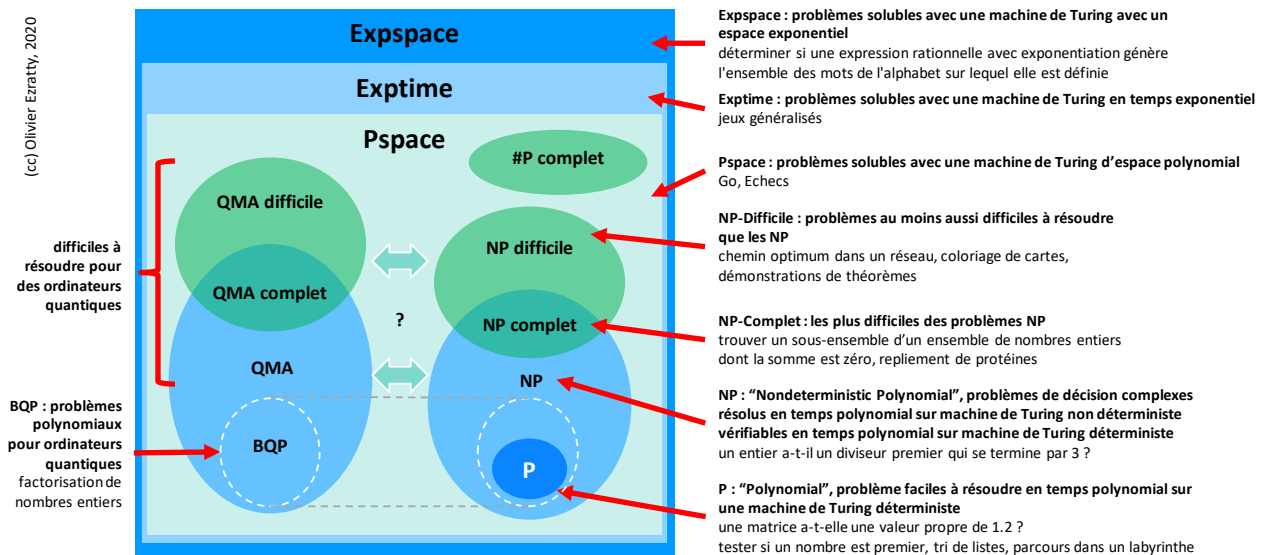 (cc) Olivier Ezratty, 2020
Expspace
Exptime
Pspace
#P complet
QMA difficile
NP difficile
QMA complet
NP complet
?
QMA
NP
BQP
P
difficiles à
résoudre pour
des ordinateurs
quantiques
BQP : problèmes
polynomiaux
pour ordinateurs
quantiques
factorisation de
nombres entiers
Expspace : problèmes solubles avec une machine de Turing avec un
espace exponentiel
déterminer si une expression rationnelle avec exponentiation génère
l'ensemble des mots de l'alphabet sur lequel elle est définie
Exptime : problèmes solubles avec une machine de Turing en temps exponentiel
jeux généralisés
Pspace : problèmes solubles avec une machine de Turing d’espace polynomial
Go, Echecs
NP-Difficile : problèmes au moins aussi difficiles à résoudre
que les NP
chemin optimum dans un réseau, coloriage de cartes,
démonstrations de théorèmes
NP-Complet : les plus difficiles des problèmes NP
trouver un sous-ensemble d’un ensemble de nombres entiers
dont la somme est zéro, repliement de protéines
NP : “Nondeterministic Polynomial”, problèmes de décision complexes
résolus en temps polynomial sur machine de Turing non déterministe
vérifiables en temps polynomial sur machine de Turing déterministe
un entier a-t-il un diviseur premier qui se termine par 3 ?
P : “Polynomial”, problème faciles à résoudre en temps polynomial sur
une machine de Turing déterministe
une matrice a-t-elle une valeur propre de 1.2 ?
tester si un nombre est premier, tri de listes, parcours dans un labyrinthe